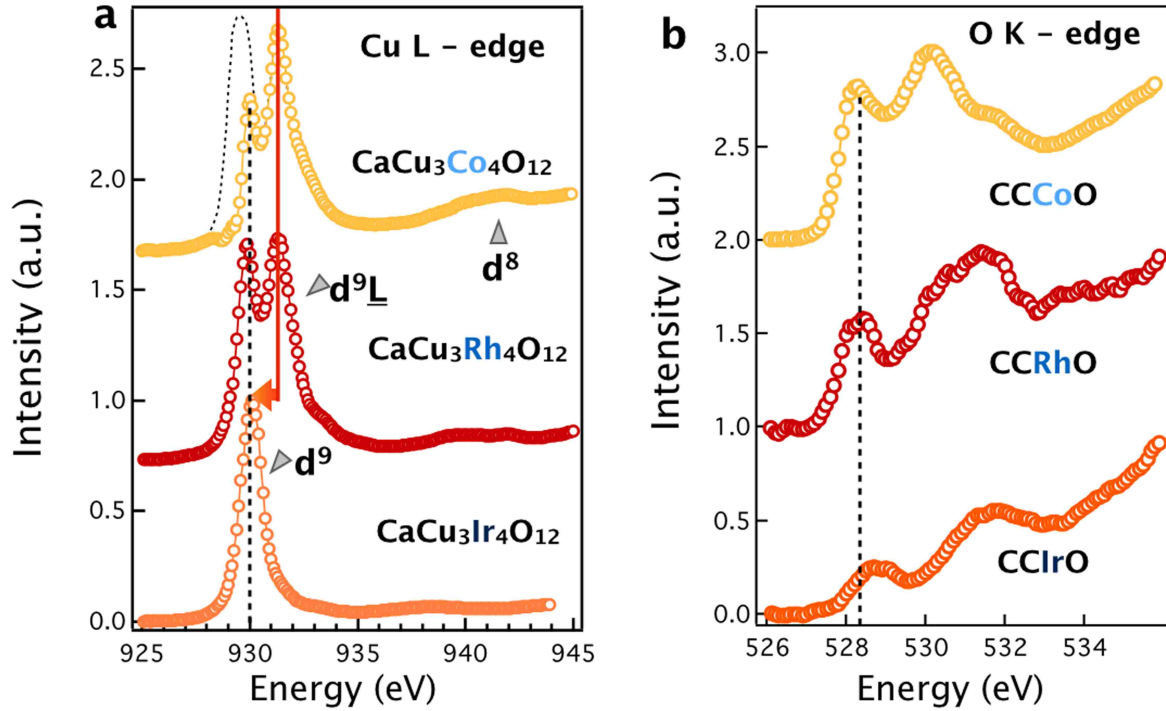 a
Cu L – edge
CaCu₃Co₄O₁₂
d⁸
d⁹L
CaCu₃Rh₄O₁₂
d⁹
CaCu₃Ir₄O₁₂
Intensity (a.u.)
2.5
2.0
1.5
1.0
0.5
0.0
925 930 935 940 945
Energy (eV)
b
O K – edge
CCCoO
CCRhO
CCIrO
Intensity (a.u.)
3.0
2.5
2.0
1.5
1.0
0.5
0.0
526 528 530 532 534
Energy (eV)